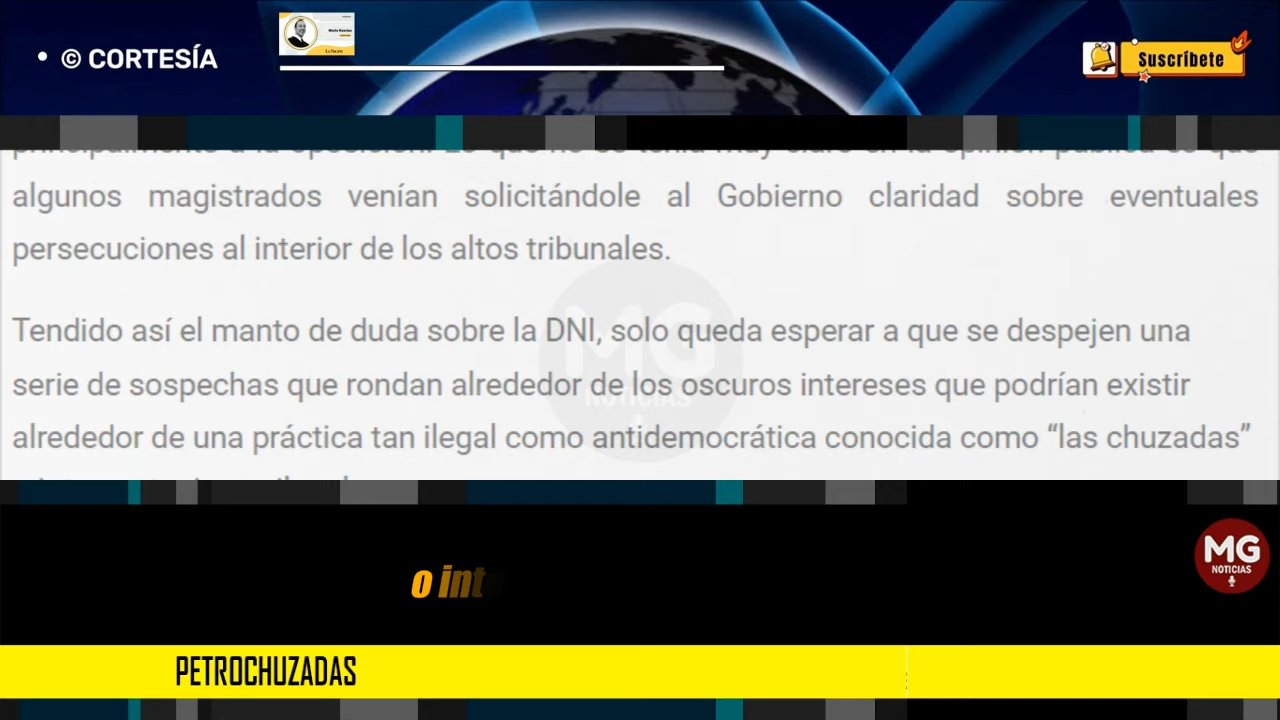 © CORTESÍA
Suscríbete
algunos magistrados venían solicitándole al Gobierno claridad sobre eventuales
persecuciones al interior de los altos tribunales.
Tendido así el manto de duda sobre la DNI, solo queda esperar a que se despejen una
serie de sospechas que rondan alrededor de los oscuros intereses que podrían existir
alrededor de una práctica tan ilegal como antidemocrática conocida como “las chuzadas”
MG
NOTICIAS
o int
MG
NOTICIAS
PETROCHUZADAS